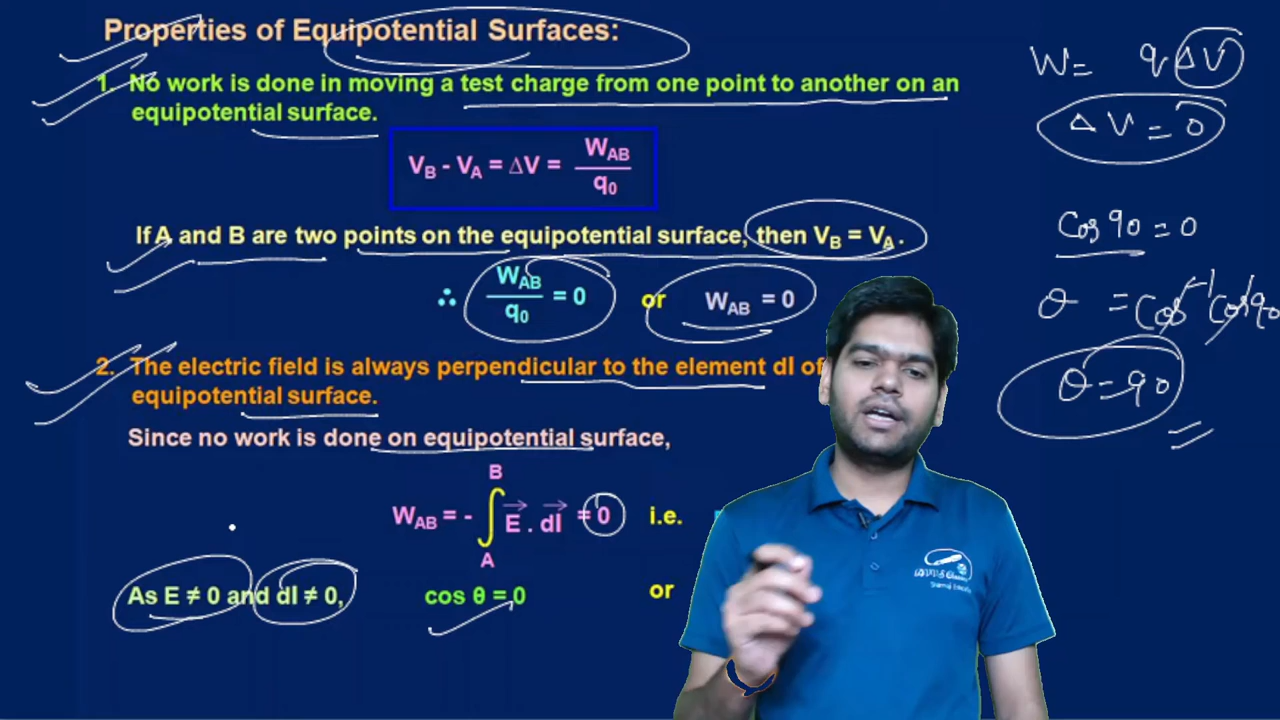 Properties of Equipotential Surfaces:
1. No work is done in moving a test charge from one point to another on an
equipotential surface.
V_B - V_A = ∆V = W_AB / q_0
If A and B are two points on the equipotential surface, then V_B = V_A .
∴ W_AB / q_0 = 0 or W_AB = 0
2. The electric field is always perpendicular to the element dl of
equipotential surface.
Since no work is done on equipotential surface,
W_AB = - ∫_A^B E⃗ . dl⃗ = 0 i.e.
As E ≠ 0 and dl ≠ 0, cos θ = 0 or
W = q ΔV
ΔV = 0
Cos 90 = 0
θ = Cos⁻¹ Cos 90
θ = 90